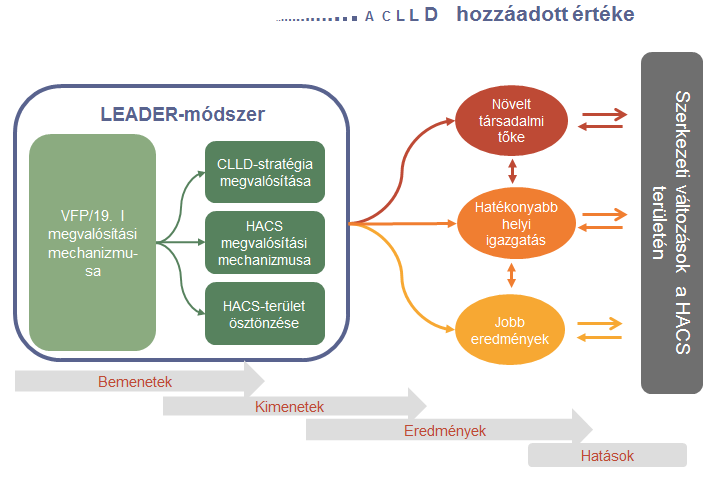 A CLLD hozzáadott értéke
LEADER-módszer
VFP/19. I
megvalósítási
mechanizmu-
sa
CLLD-stratégia
megvalósítása
HACS
megvalósítási
mechanizmusa
HACS-terület
ösztönzése
Növelt
társadalmi
tőke
Hatékonyabb
helyi
igazgatás
Jobb
eredmények
Szerkezeti változások a HACS
területén
Bemenetek
Kimenetek
Eredmények
Hatások